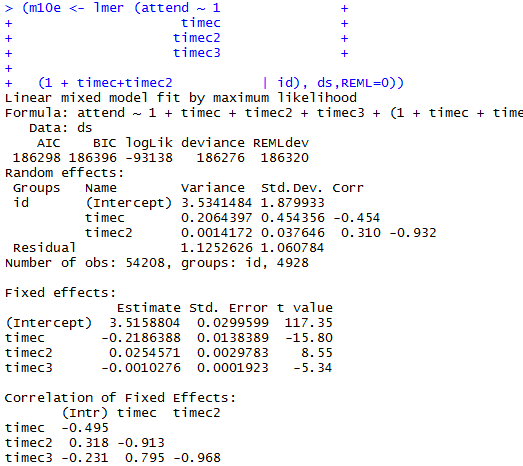 > (m10e <- lmer (attend ~ 1 +
+ timec +
+ timec2 +
+ timec3 +
+
+ (1 + timec+timec2 | id), ds,REML=0))
Linear mixed model fit by maximum likelihood
Formula: attend ~ 1 + timec + timec2 + timec3 + (1 + timec + time
Data: ds
AIC BIC logLik deviance REMLdev
186298 186396 -93138 186276 186320
Random effects:
Groups Name Variance Std.Dev. Corr
id (Intercept) 3.5341484 1.879933
timec 0.2064397 0.454356 -0.454
timec2 0.0014172 0.037646 0.310 -0.932
Residual 1.1252626 1.060784
Number of obs: 54208, groups: id, 4928
Fixed effects:
Estimate Std. Error t value
(Intercept) 3.5158804 0.0299599 117.35
timec -0.2186388 0.0138389 -15.80
timec2 0.0254571 0.0029783 8.55
timec3 -0.0010276 0.0001923 -5.34
Correlation of Fixed Effects:
(Intr) timec timec2
timec -0.495
timec2 0.318 -0.913
timec3 -0.231 0.795 -0.968